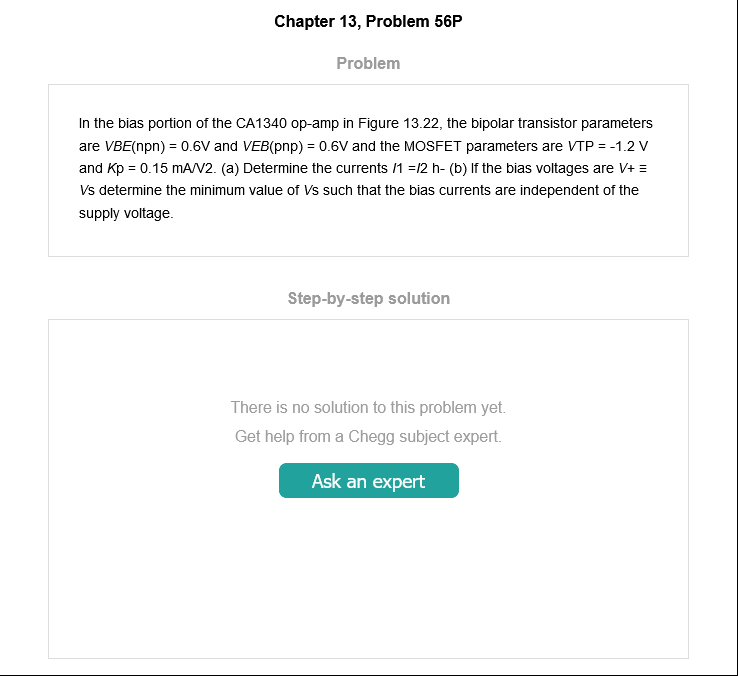 Chapter 13, Problem 56P
Problem
In the bias portion of the CA1340 op-amp in Figure 13.22, the bipolar transistor parameters
are VBE(npn) = 0.6V and VEB(pnp) = 0.6V and the MOSFET parameters are VTP = -1.2 V
and Kp = 0.15 mA/V2. (a) Determine the currents I1 =I2 h- (b) If the bias voltages are V+ ≡
Vs determine the minimum value of Vs such that the bias currents are independent of the
supply voltage.
Step-by-step solution
There is no solution to this problem yet.
Get help from a Chegg subject expert.
Ask an expert